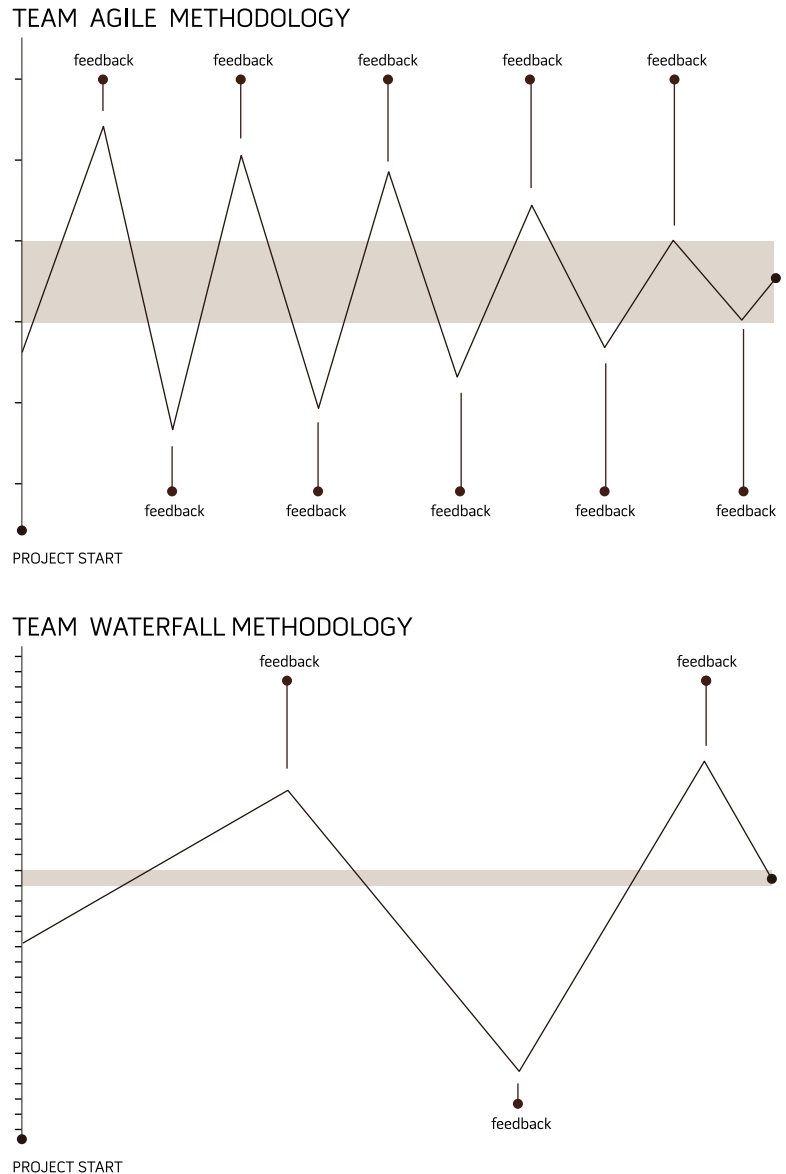 TEAM AGILE METHODOLOGY
feedback feedback feedback feedback feedback
feedback feedback feedback feedback feedback
PROJECT START
TEAM WATERFALL METHODOLOGY
feedback feedback
feedback
PROJECT START